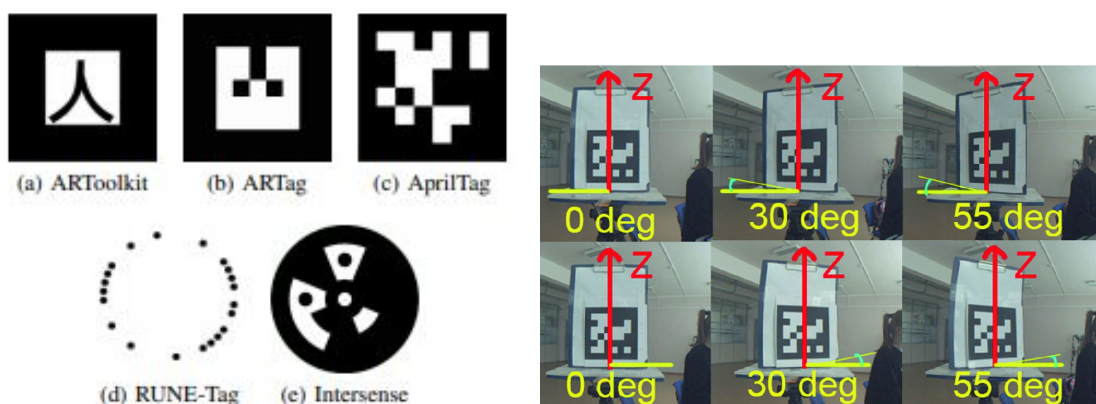 (a) ARToolkit
(b) ARTag
(c) AprilTag
(d) RUNE-Tag
(e) Intersense
Z
0 deg
Z
30 deg
Z
55 deg
Z
0 deg
Z
30 deg
Z
55 deg